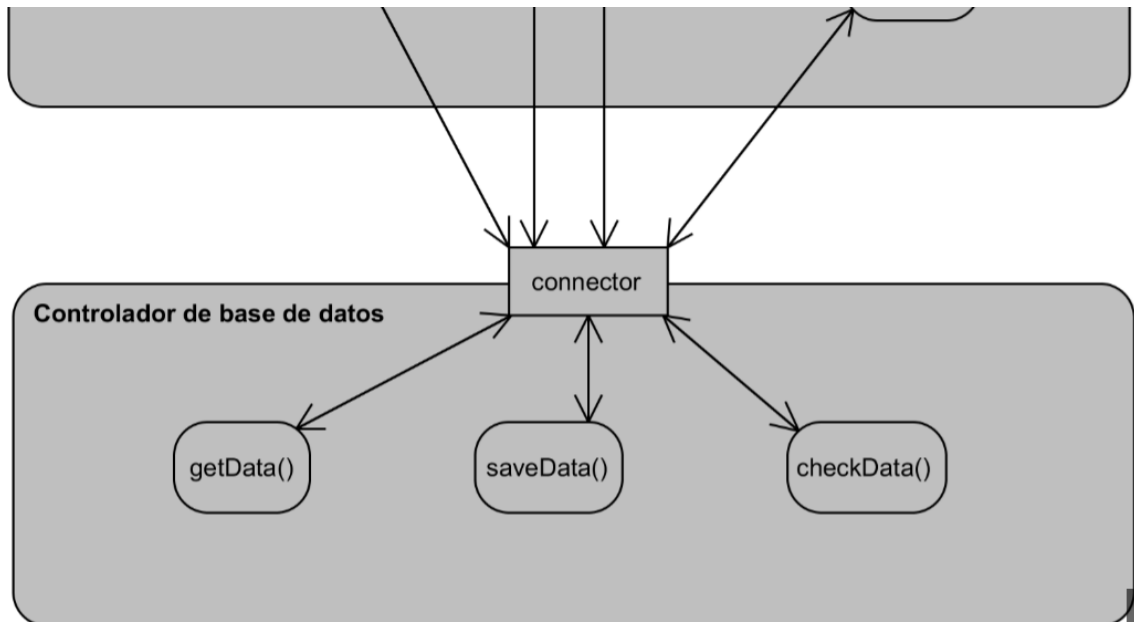 connector
Controlador de base de datos
getData()
saveData()
checkData()